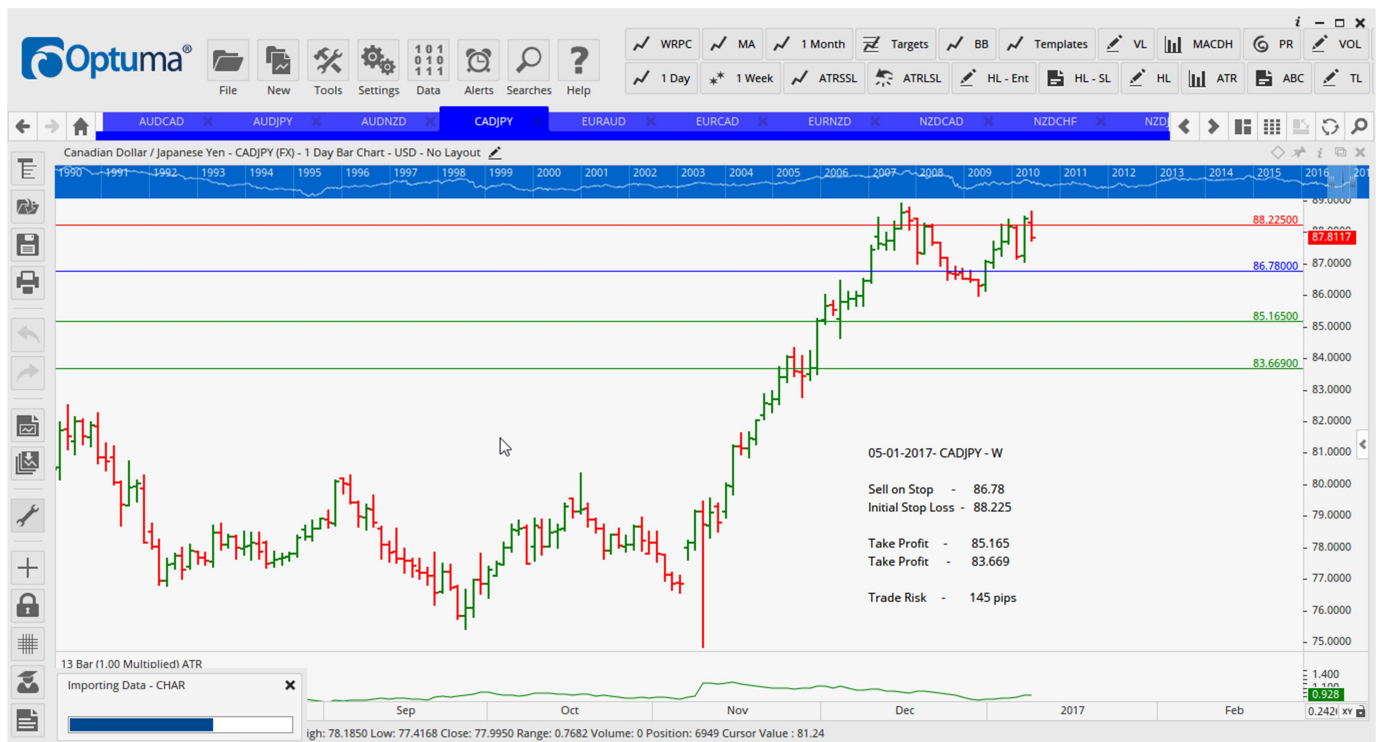 i
Optuma®
File New Tools Settings Data Alerts Searches Help
WRPC MA 1 Month Targets BB Templates VL MACDH PR VOL
1 Day 1 Week ATRSSL ATRLSL HL - Ent HL - SL HL ATR ABC TL
AUDCAD AUDJPY AUDNZD CADJPY EURAUD EURCAD EURNZD NZDCAD NZDCHF NZDJ
Canadian Dollar / Japanese Yen - CADJPY (FX) - 1 Day Bar Chart - USD - No Layout
1990 1991 1992 1993 1994 1995 1996 1997 1998 1999 2000 2001 2002 2003 2004 2005 2006 2007 2008 2009 2010 2011 2012 2013 2014 2015 2016 201
89.0000
88.22500
88.0000
87.8117
87.0000
86.78000
86.0000
85.16500
85.0000
84.0000
83.66900
83.0000
82.0000
81.0000
80.0000
79.0000
78.0000
77.0000
76.0000
75.0000
05-01-2017- CADJPY - W
Sell on Stop - 86.78
Initial Stop Loss - 88.225
Take Profit - 85.165
Take Profit - 83.669
Trade Risk - 145 pips
13 Bar (1.00 Multiplied) ATR
1.400
1.100
0.928
Importing Data - CHAR
Sep Oct Nov Dec 2017 Feb
0.242 XY
igh: 78.1850 Low: 77.4168 Close: 77.9950 Range: 0.7682 Volume: 0 Position: 6949 Cursor Value : 81.24